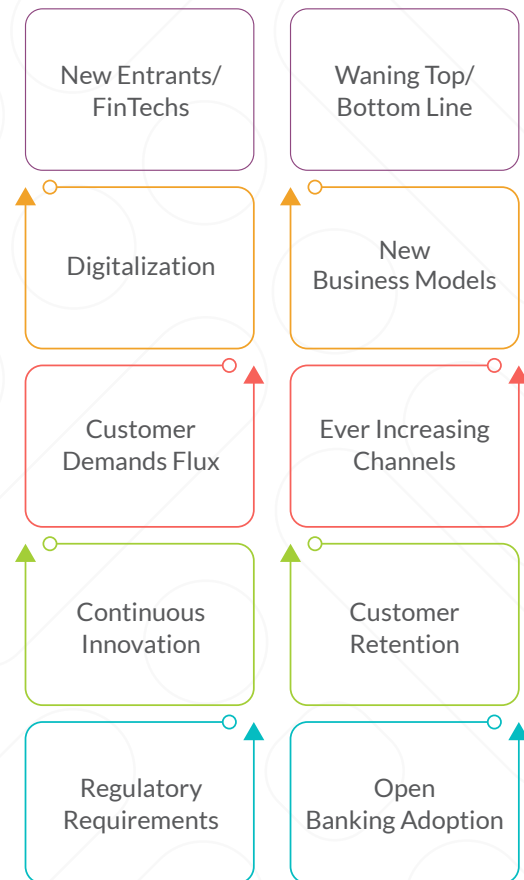 New Entrants/
FinTechs
Waning Top/
Bottom Line
Digitalization
New
Business Models
Customer
Demands Flux
Ever Increasing
Channels
Continuous
Innovation
Customer
Retention
Regulatory
Requirements
Open
Banking Adoption